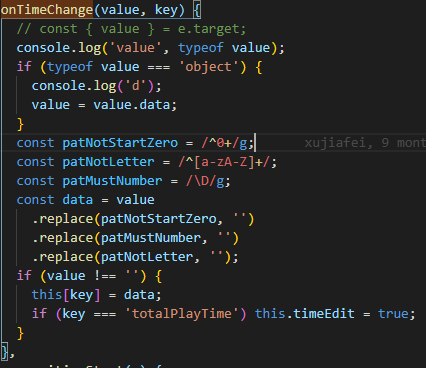 onTimeChange(value, key) {
// const { value } = e.target;
console.log('value', typeof value);
if (typeof value === 'object') {
console.log('d');
value = value.data;
}
const patNotStartZero = /^0+/g; xujiafei, 9 mont
const patNotLetter = /^[a-zA-Z]+/;
const patMustNumber = /\D/g;
const data = value
.replace(patNotStartZero, '')
.replace(patMustNumber, '')
.replace(patNotLetter, '');
if (value !== '') {
this[key] = data;
if (key === 'totalPlayTime') this.timeEdit = true;
}
},